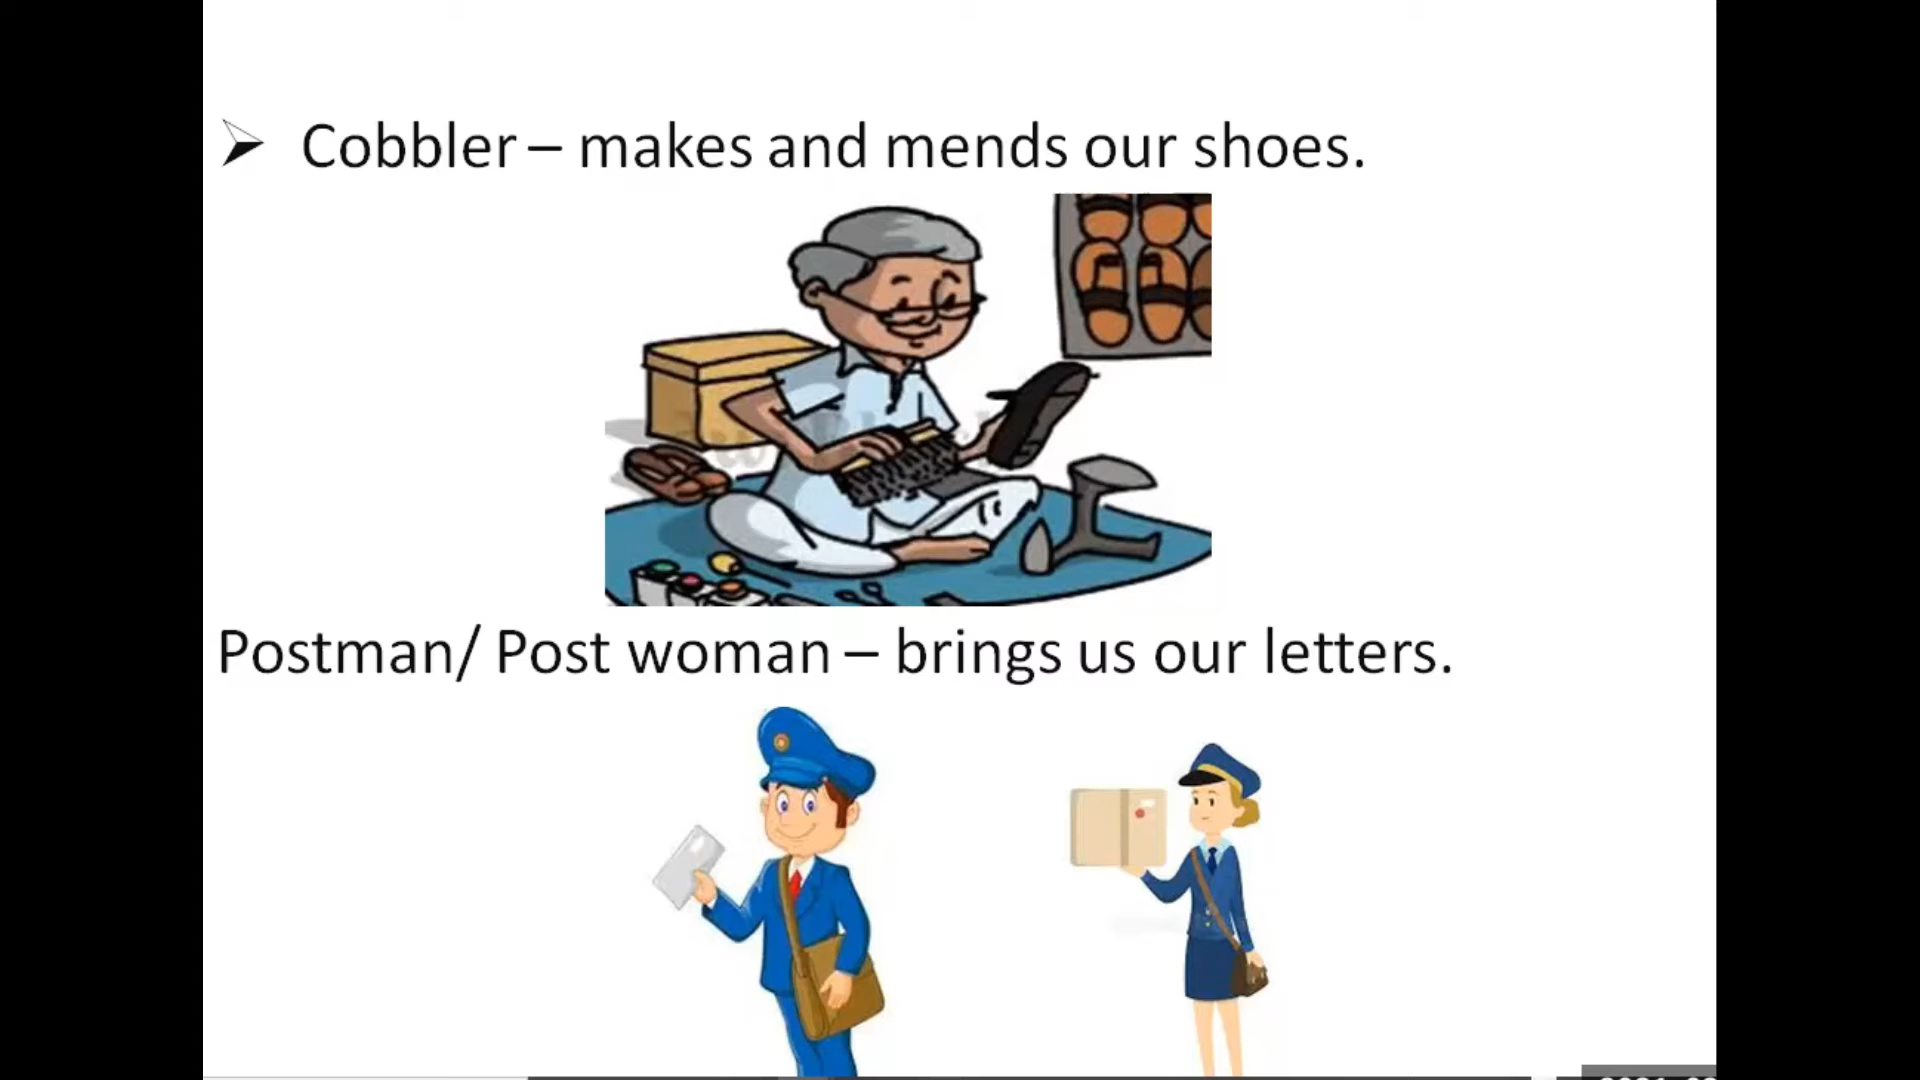 Cobbler – makes and mends our shoes.
Postman/ Post woman – brings us our letters.